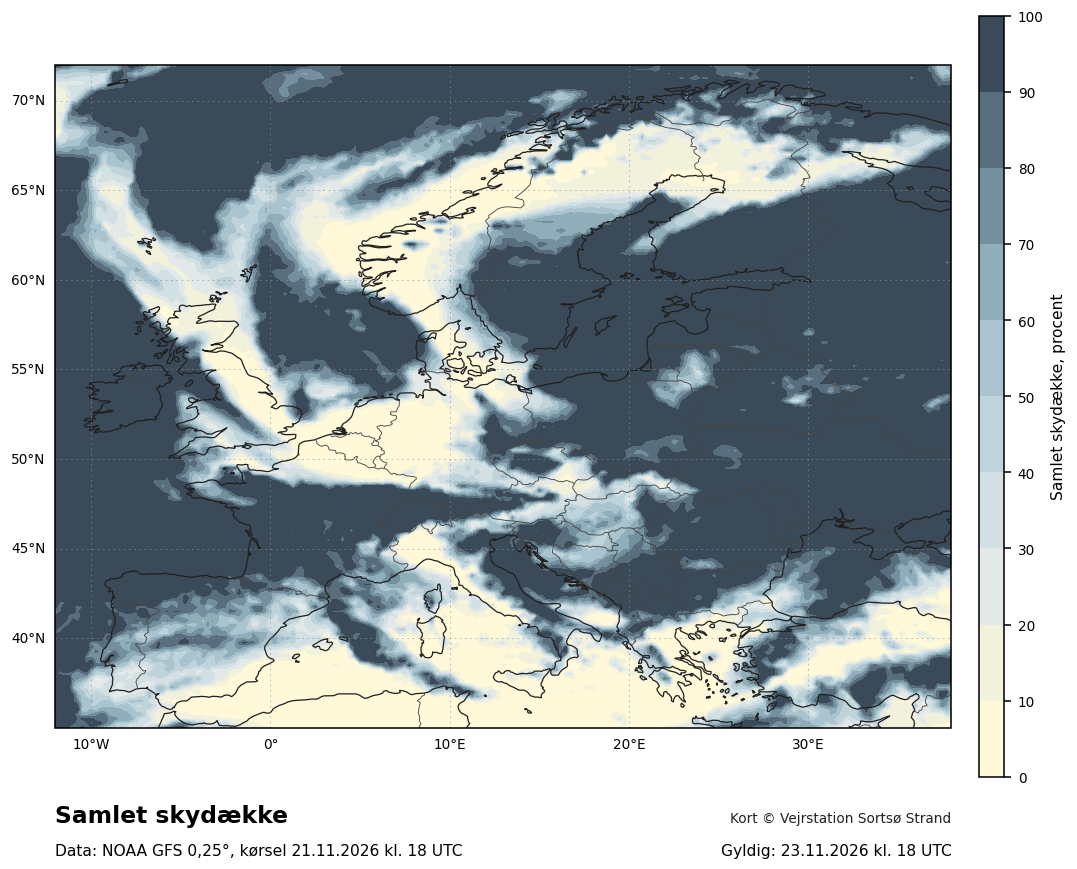 100
90
80
70
60
50
40
30
20
10
0
Samlet skydække, procent
70°N
65°N
60°N
55°N
50°N
45°N
40°N
10°W
0°
10°E
20°E
30°E
Samlet skydække
Kort © Vejrstation Sortsø Strand
Data: NOAA GFS 0,25°, kørsel 21.11.2026 kl. 18 UTC
Gyldig: 23.11.2026 kl. 18 UTC